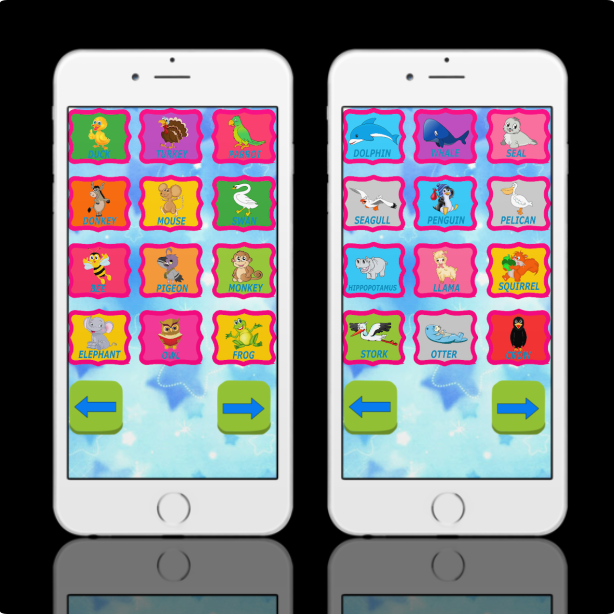 DUCK
TURKEY
PARROT
DONKEY
MOUSE
SWAN
BEE
PIGEON
MONKEY
ELEPHANT
OWL
FROG
DOLPHIN
WHALE
SEAL
SEAGULL
PENGUIN
PELICAN
HIPPOPOTAMUS
LLAMA
SQUIRREL
STORK
OTTER